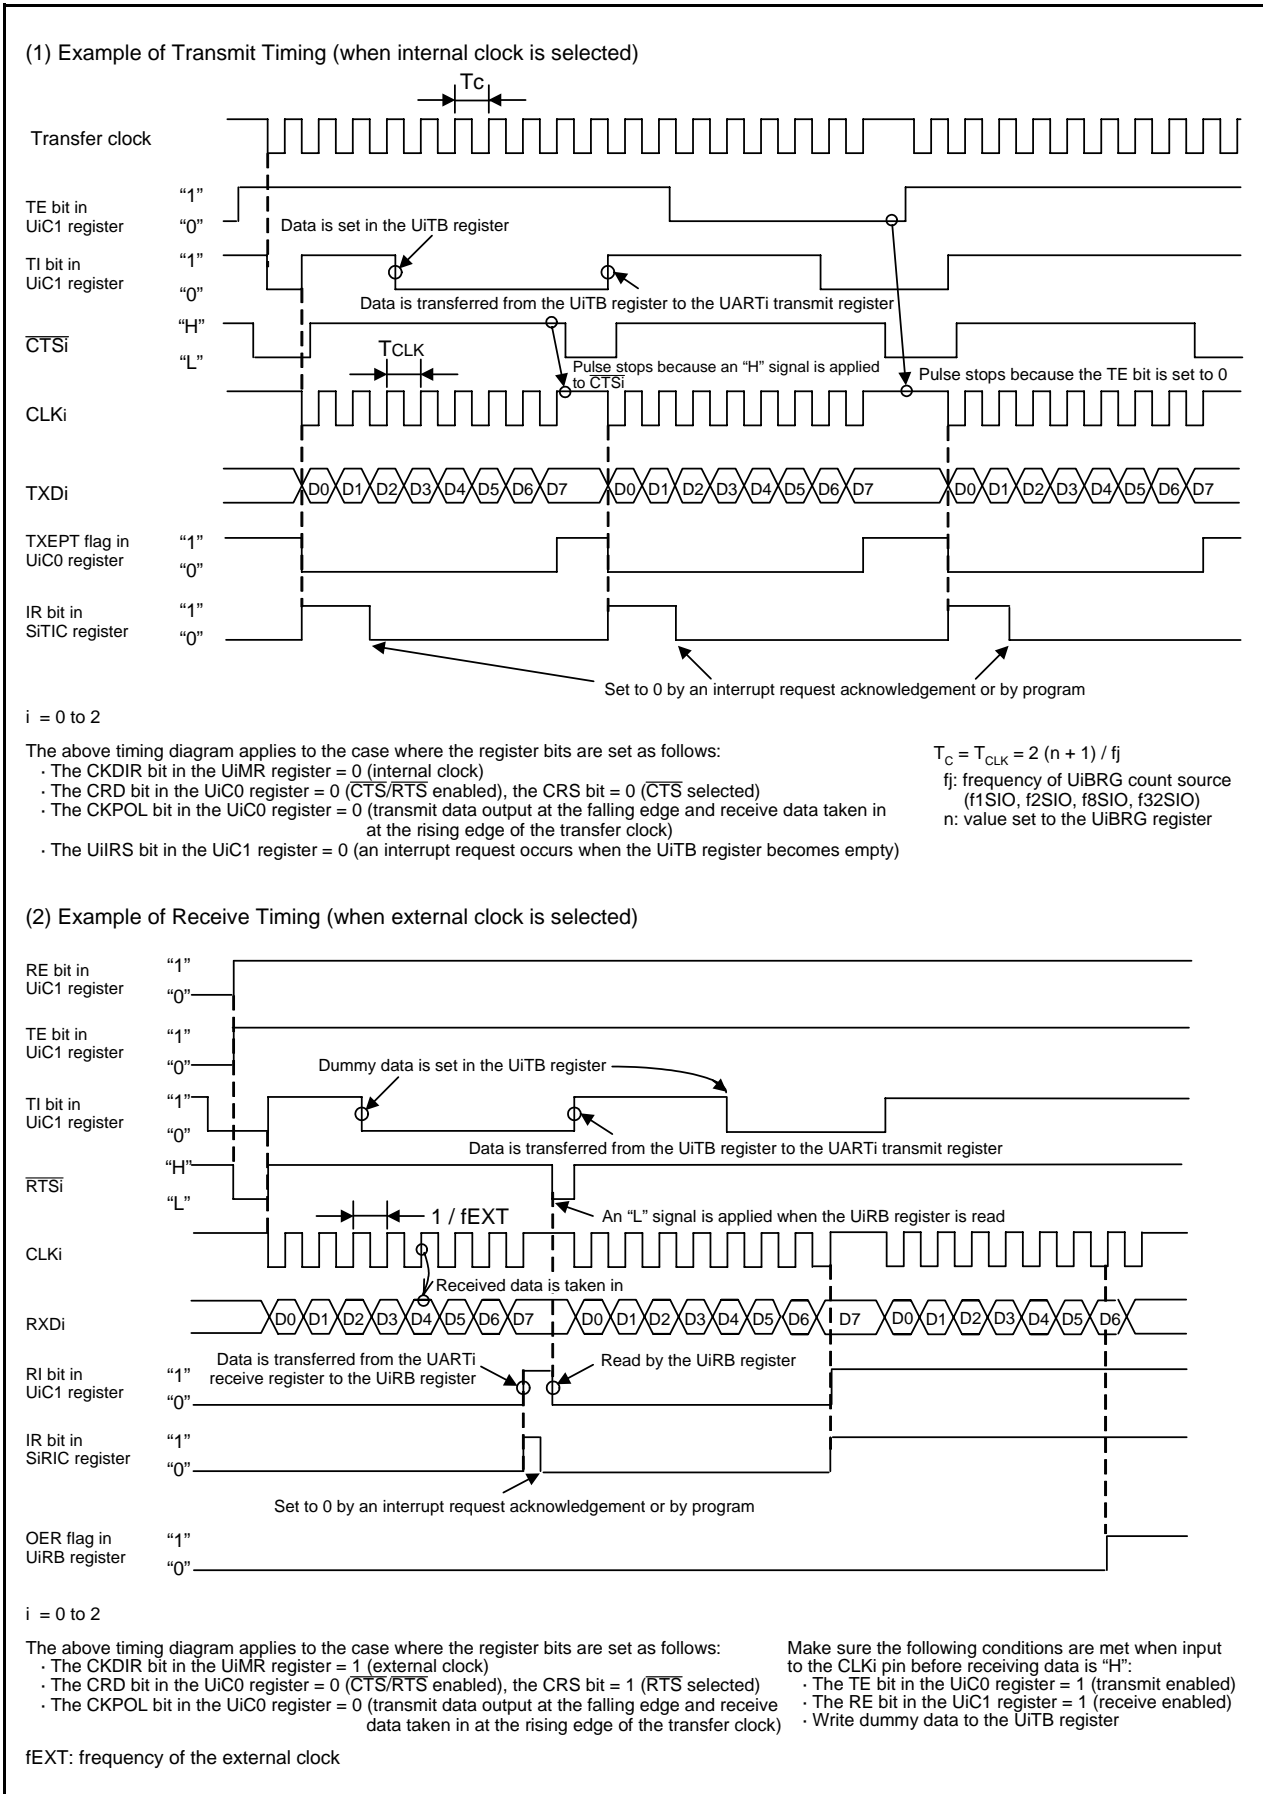 (1) Example of Transmit Timing (when internal clock is selected)
Tc
Transfer clock
TE bit in
UiC1 register
“1”
“0”
Data is set in the UiTB register
TI bit in
UiC1 register
“1”
“0”
Data is transferred from the UiTB register to the UARTi transmit register
CTSi
“H”
“L”
TCLK
Pulse stops because an “H” signal is applied
to CTSi
Pulse stops because the TE bit is set to 0
CLKi
TXDi
D0 D1 D2 D3 D4 D5 D6 D7 D0 D1 D2 D3 D4 D5 D6 D7 D0 D1 D2 D3 D4 D5 D6 D7
TXEPT flag in
UiC0 register
“1”
“0”
IR bit in
SiTIC register
“1”
“0”
Set to 0 by an interrupt request acknowledgement or by program
i = 0 to 2
The above timing diagram applies to the case where the register bits are set as follows:
· The CKDIR bit in the UiMR register = 0 (internal clock)
· The CRD bit in the UiC0 register = 0 (CTS/RTS enabled), the CRS bit = 0 (CTS selected)
· The CKPOL bit in the UiC0 register = 0 (transmit data output at the falling edge and receive data taken in
at the rising edge of the transfer clock)
· The UiIRS bit in the UiC1 register = 0 (an interrupt request occurs when the UiTB register becomes empty)
TC = TCLK = 2 (n + 1) / fj
fj: frequency of UiBRG count source
(f1SIO, f2SIO, f8SIO, f32SIO)
n: value set to the UiBRG register
(2) Example of Receive Timing (when external clock is selected)
RE bit in
UiC1 register
“1”
“0”
TE bit in
UiC1 register
“1”
“0”
Dummy data is set in the UiTB register
TI bit in
UiC1 register
“1”
“0”
Data is transferred from the UiTB register to the UARTi transmit register
RTSi
“H”
“L”
1 / fEXT
An “L” signal is applied when the UiRB register is read
CLKi
Received data is taken in
RXDi
D0 D1 D2 D3 D4 D5 D6 D7 D0 D1 D2 D3 D4 D5 D6 D7 D0 D1 D2 D3 D4 D5 D6
Data is transferred from the UARTi
receive register to the UiRB register
Read by the UiRB register
RI bit in
UiC1 register
“1”
“0”
IR bit in
SiRIC register
“1”
“0”
Set to 0 by an interrupt request acknowledgement or by program
OER flag in
UiRB register
“1”
“0”
i = 0 to 2
The above timing diagram applies to the case where the register bits are set as follows:
· The CKDIR bit in the UiMR register = 1 (external clock)
· The CRD bit in the UiC0 register = 0 (CTS/RTS enabled), the CRS bit = 1 (RTS selected)
· The CKPOL bit in the UiC0 register = 0 (transmit data output at the falling edge and receive
data taken in at the rising edge of the transfer clock)
Make sure the following conditions are met when input
to the CLKi pin before receiving data is “H”:
· The TE bit in the UiC0 register = 1 (transmit enabled)
· The RE bit in the UiC1 register = 1 (receive enabled)
· Write dummy data to the UiTB register
fEXT: frequency of the external clock